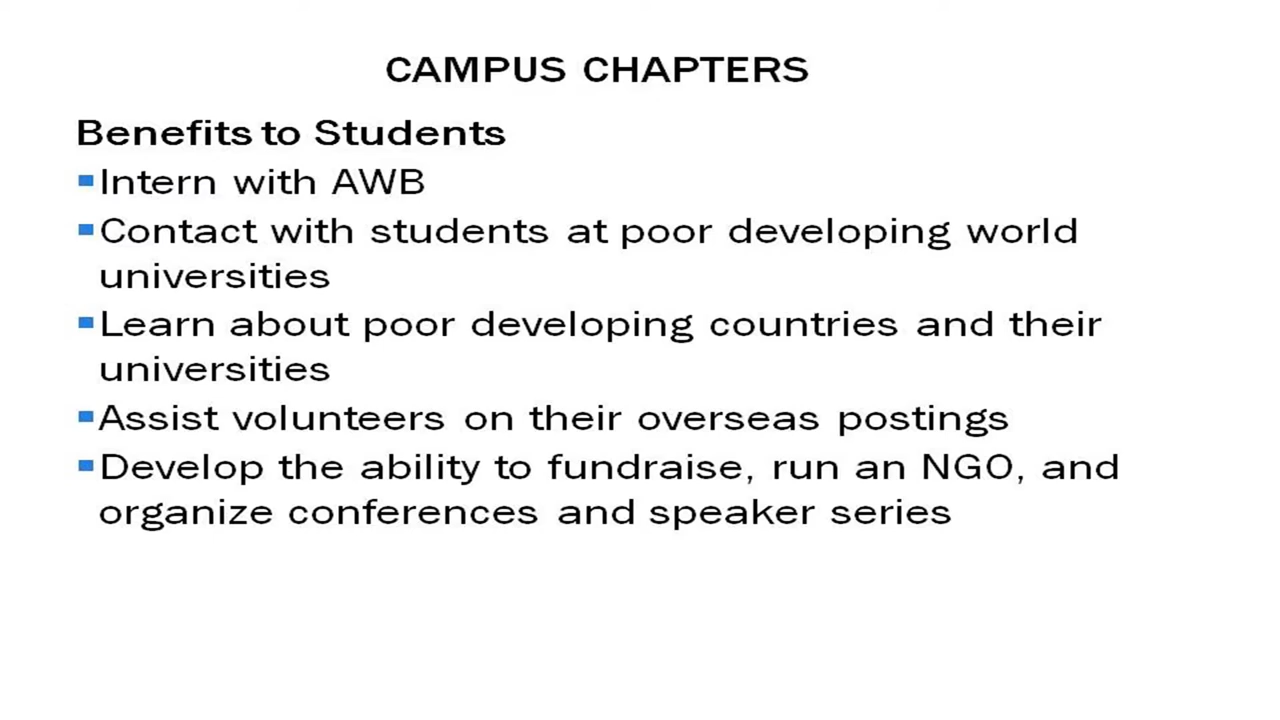 CAMPUS CHAPTERS
Benefits to Students
Intern with AWB
Contact with students at poor developing world
universities
Learn about poor developing countries and their
universities
Assist volunteers on their overseas postings
Develop the ability to fundraise, run an NGO, and
organize conferences and speaker series